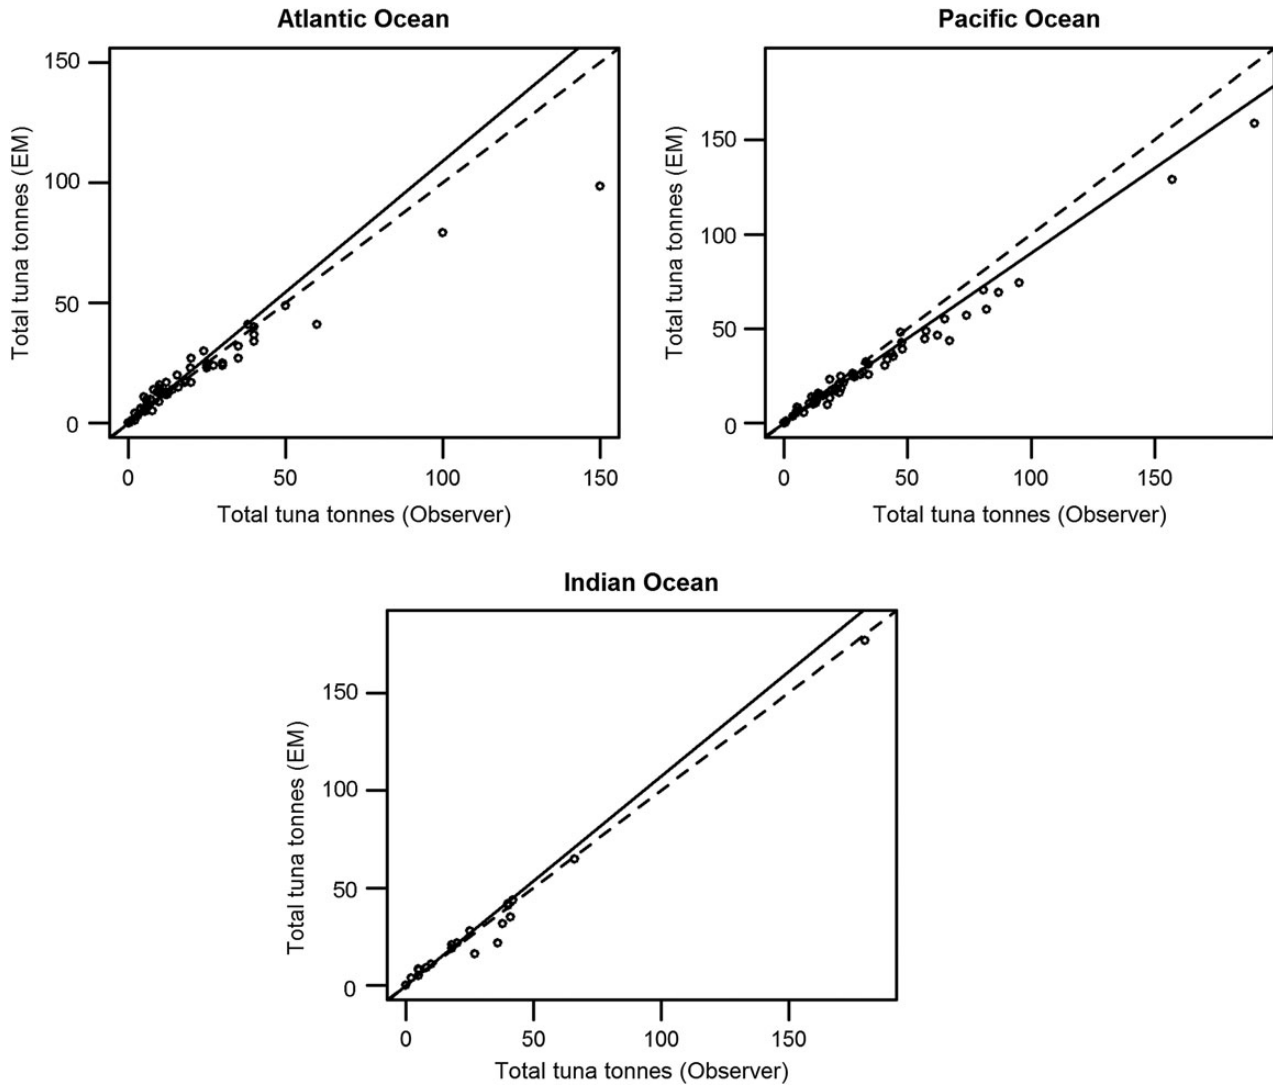 Atlantic Ocean
150
100
50
0
Total tuna tonnes (EM)
0 50 100 150
Total tuna tonnes (Observer)
Pacific Ocean
150
100
50
0
Total tuna tonnes (EM)
0 50 100 150
Total tuna tonnes (Observer)
Indian Ocean
150
100
50
0
Total tuna tonnes (EM)
0 50 100 150
Total tuna tonnes (Observer)